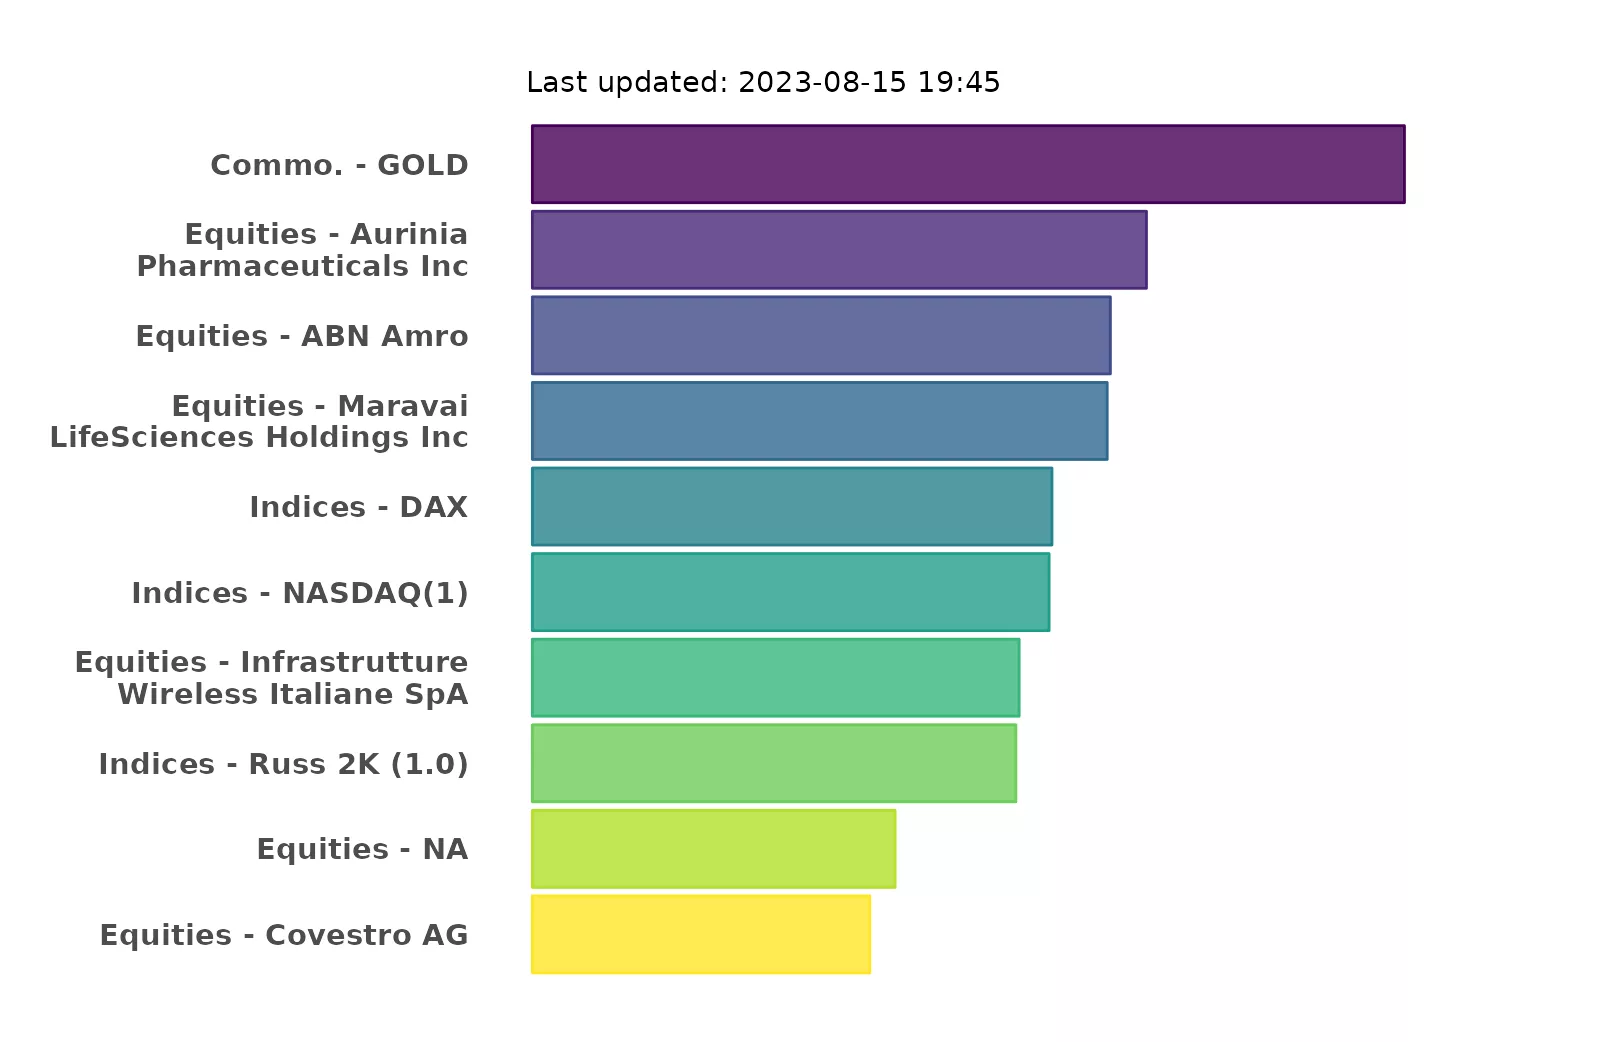 Last updated: 2023-08-15 19:45
Commo. - GOLD
Equities - Aurinia
Pharmaceuticals Inc
Equities - ABN Amro
Equities - Maravai
LifeSciences Holdings Inc
Indices - DAX
Indices - NASDAQ(1)
Equities - Infrastrutture
Wireless Italiane SpA
Indices - Russ 2K (1.0)
Equities - NA
Equities - Covestro AG